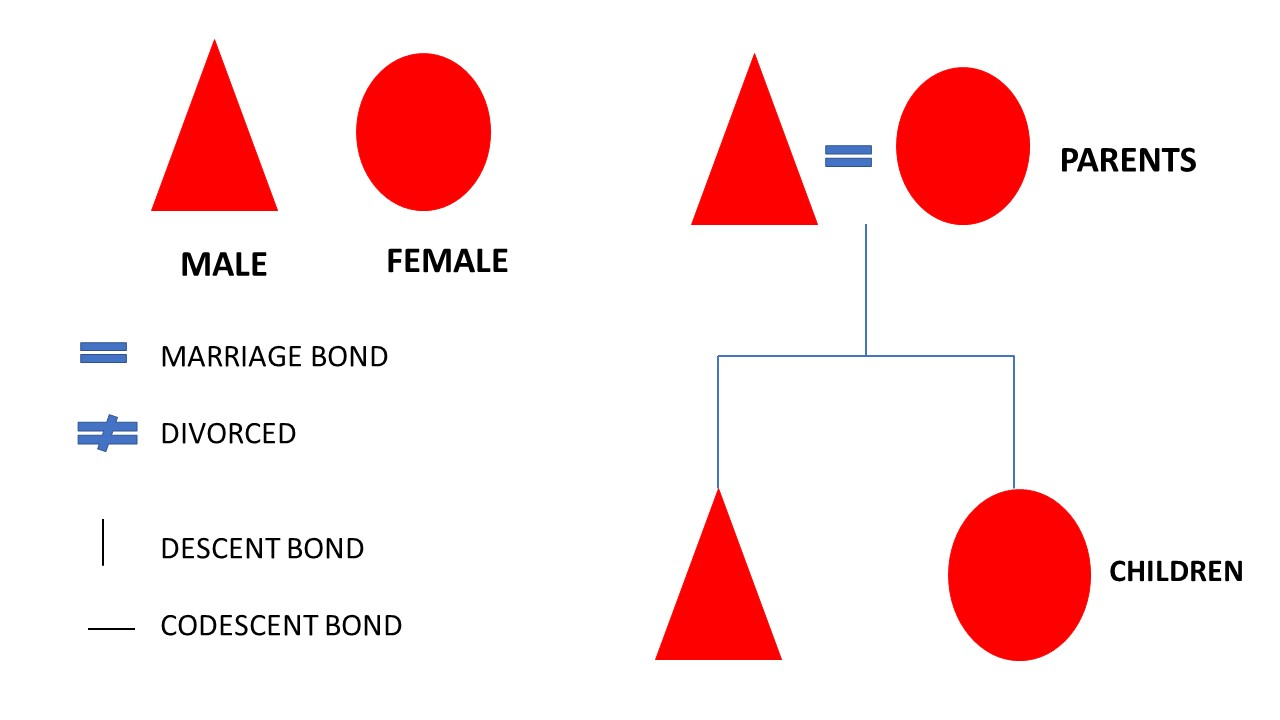 MALE
FEMALE
MARRIAGE BOND
DIVORCED
DESCENT BOND
CODESCENT BOND
PARENTS
CHILDREN